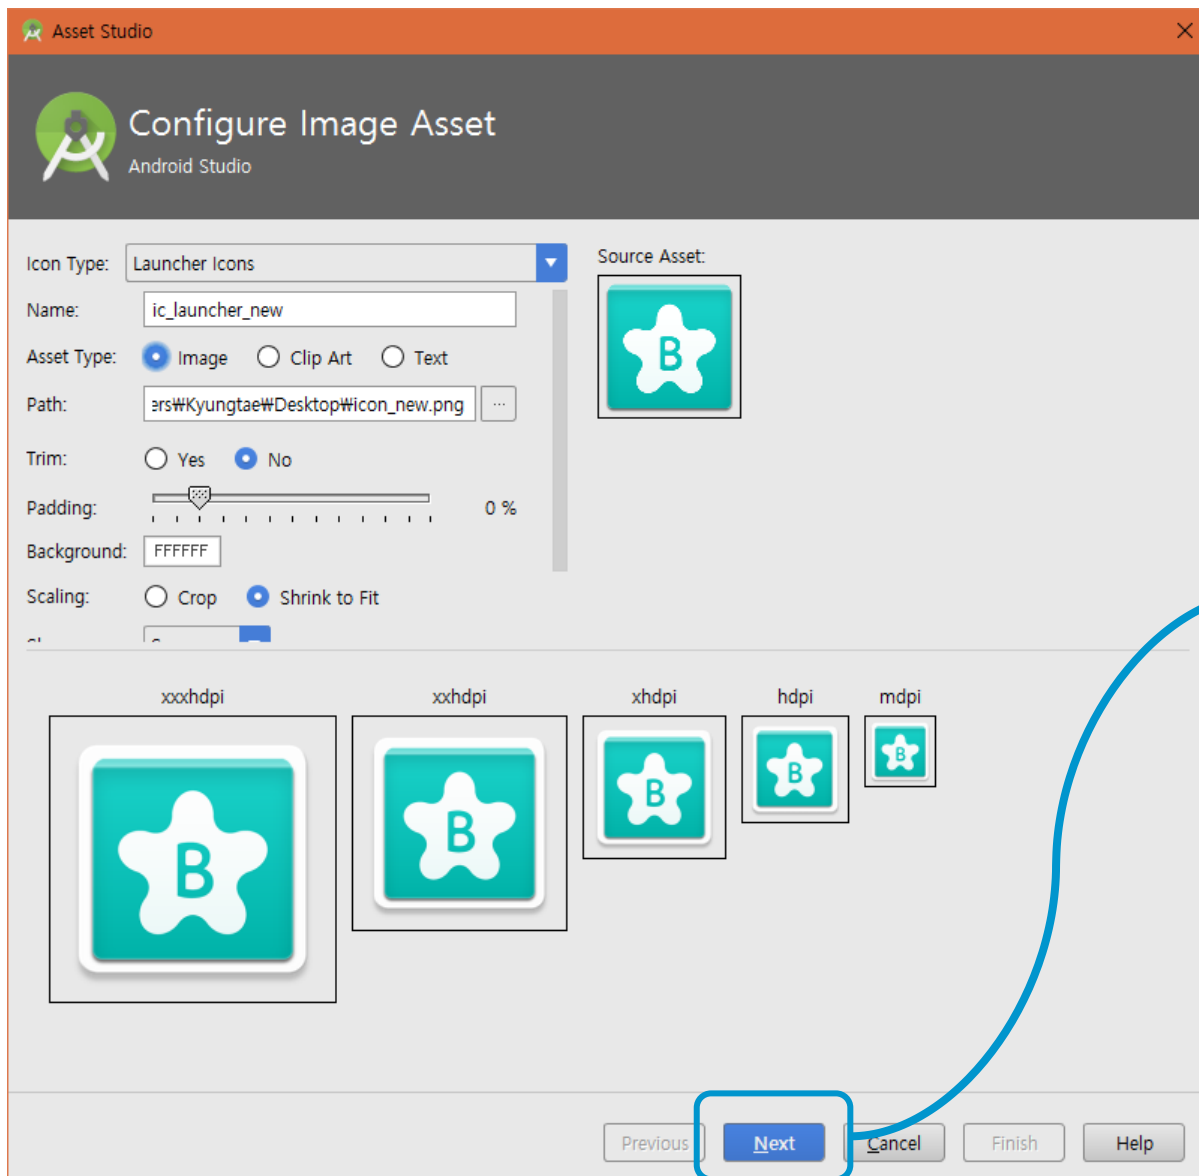 Asset Studio
Configure Image Asset
Android Studio
Icon Type: Launcher Icons
Name: ic_launcher_new
Asset Type: Image Clip Art Text
Path: ers₩Kyungtae₩Desktop₩icon_new.png ...
Trim: Yes No
Padding: 0 %
Background: FFFFFF
Scaling: Crop Shrink to Fit
Source Asset:
B
xxxhdpi xxhdpi xhdpi hdpi mdpi
B B B B B
Previous Next Cancel Finish Help